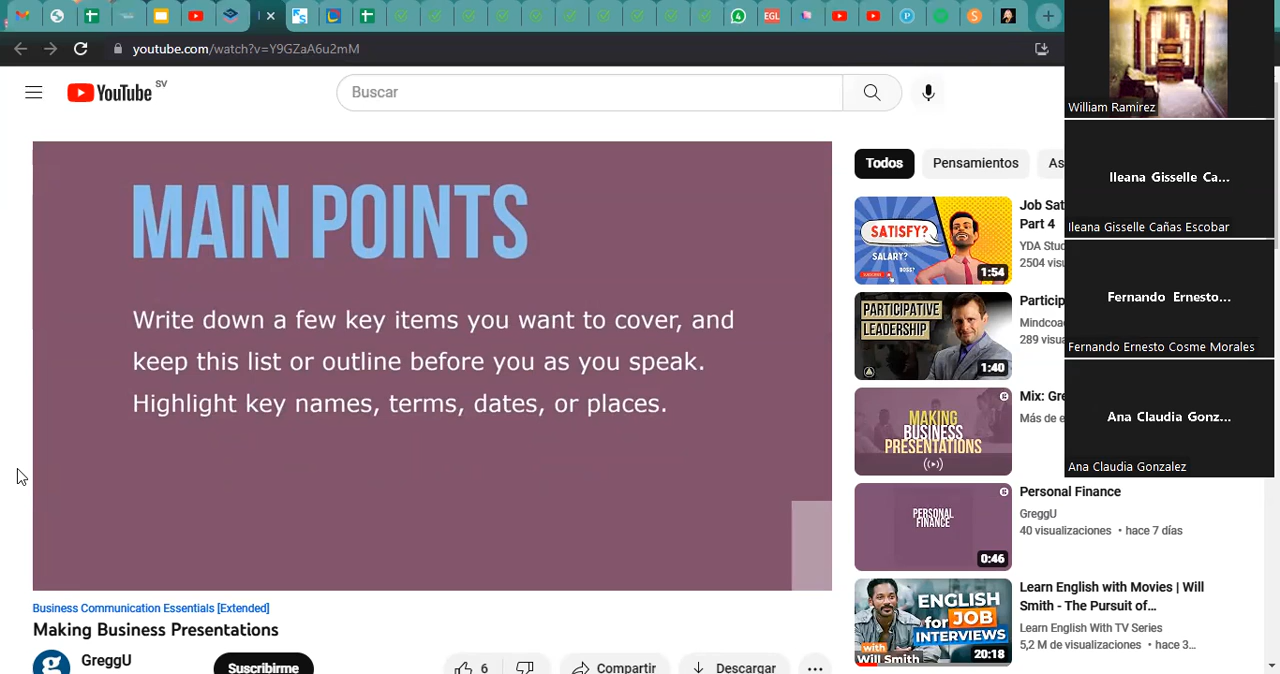 EGL
4
youtube.com/watch?v=Y9GZaA6u2mM
YouTube SV
Buscar
MAIN POINTS
Write down a few key items you want to cover, and
keep this list or outline before you as you speak.
Highlight key names, terms, dates, or places.
Business Communication Essentials [Extended]
Making Business Presentations
GreggU
Suscribirme
6
Compartir
Descargar
Todos
Pensamientos
As
SATISFY?
SALARY?
BOSS?
1:54
Job Sat
Part 4
YDA Stud
2504 visu
PARTICIPATIVE
LEADERSHIP
1:40
Particip
Mindcoa
289 visua
MAKING
BUSINESS
PRESENTATIONS
Mix: Gre
Más de e
PERSONAL
FINANCE
0:46
Personal Finance
GreggU
40 visualizaciones • hace 7 días
ENGLISH
for JOB
INTERVIEWS
with
Will Smith
20:18
Learn English with Movies | Will
Smith - The Pursuit of...
Learn English With TV Series
5,2 M de visualizaciones • hace 3...
William Ramirez
Ileana Gisselle Ca...
Ileana Gisselle Cañas Escobar
Fernando Ernesto...
Fernando Ernesto Cosme Morales
Ana Claudia Gonz...
Ana Claudia Gonzalez